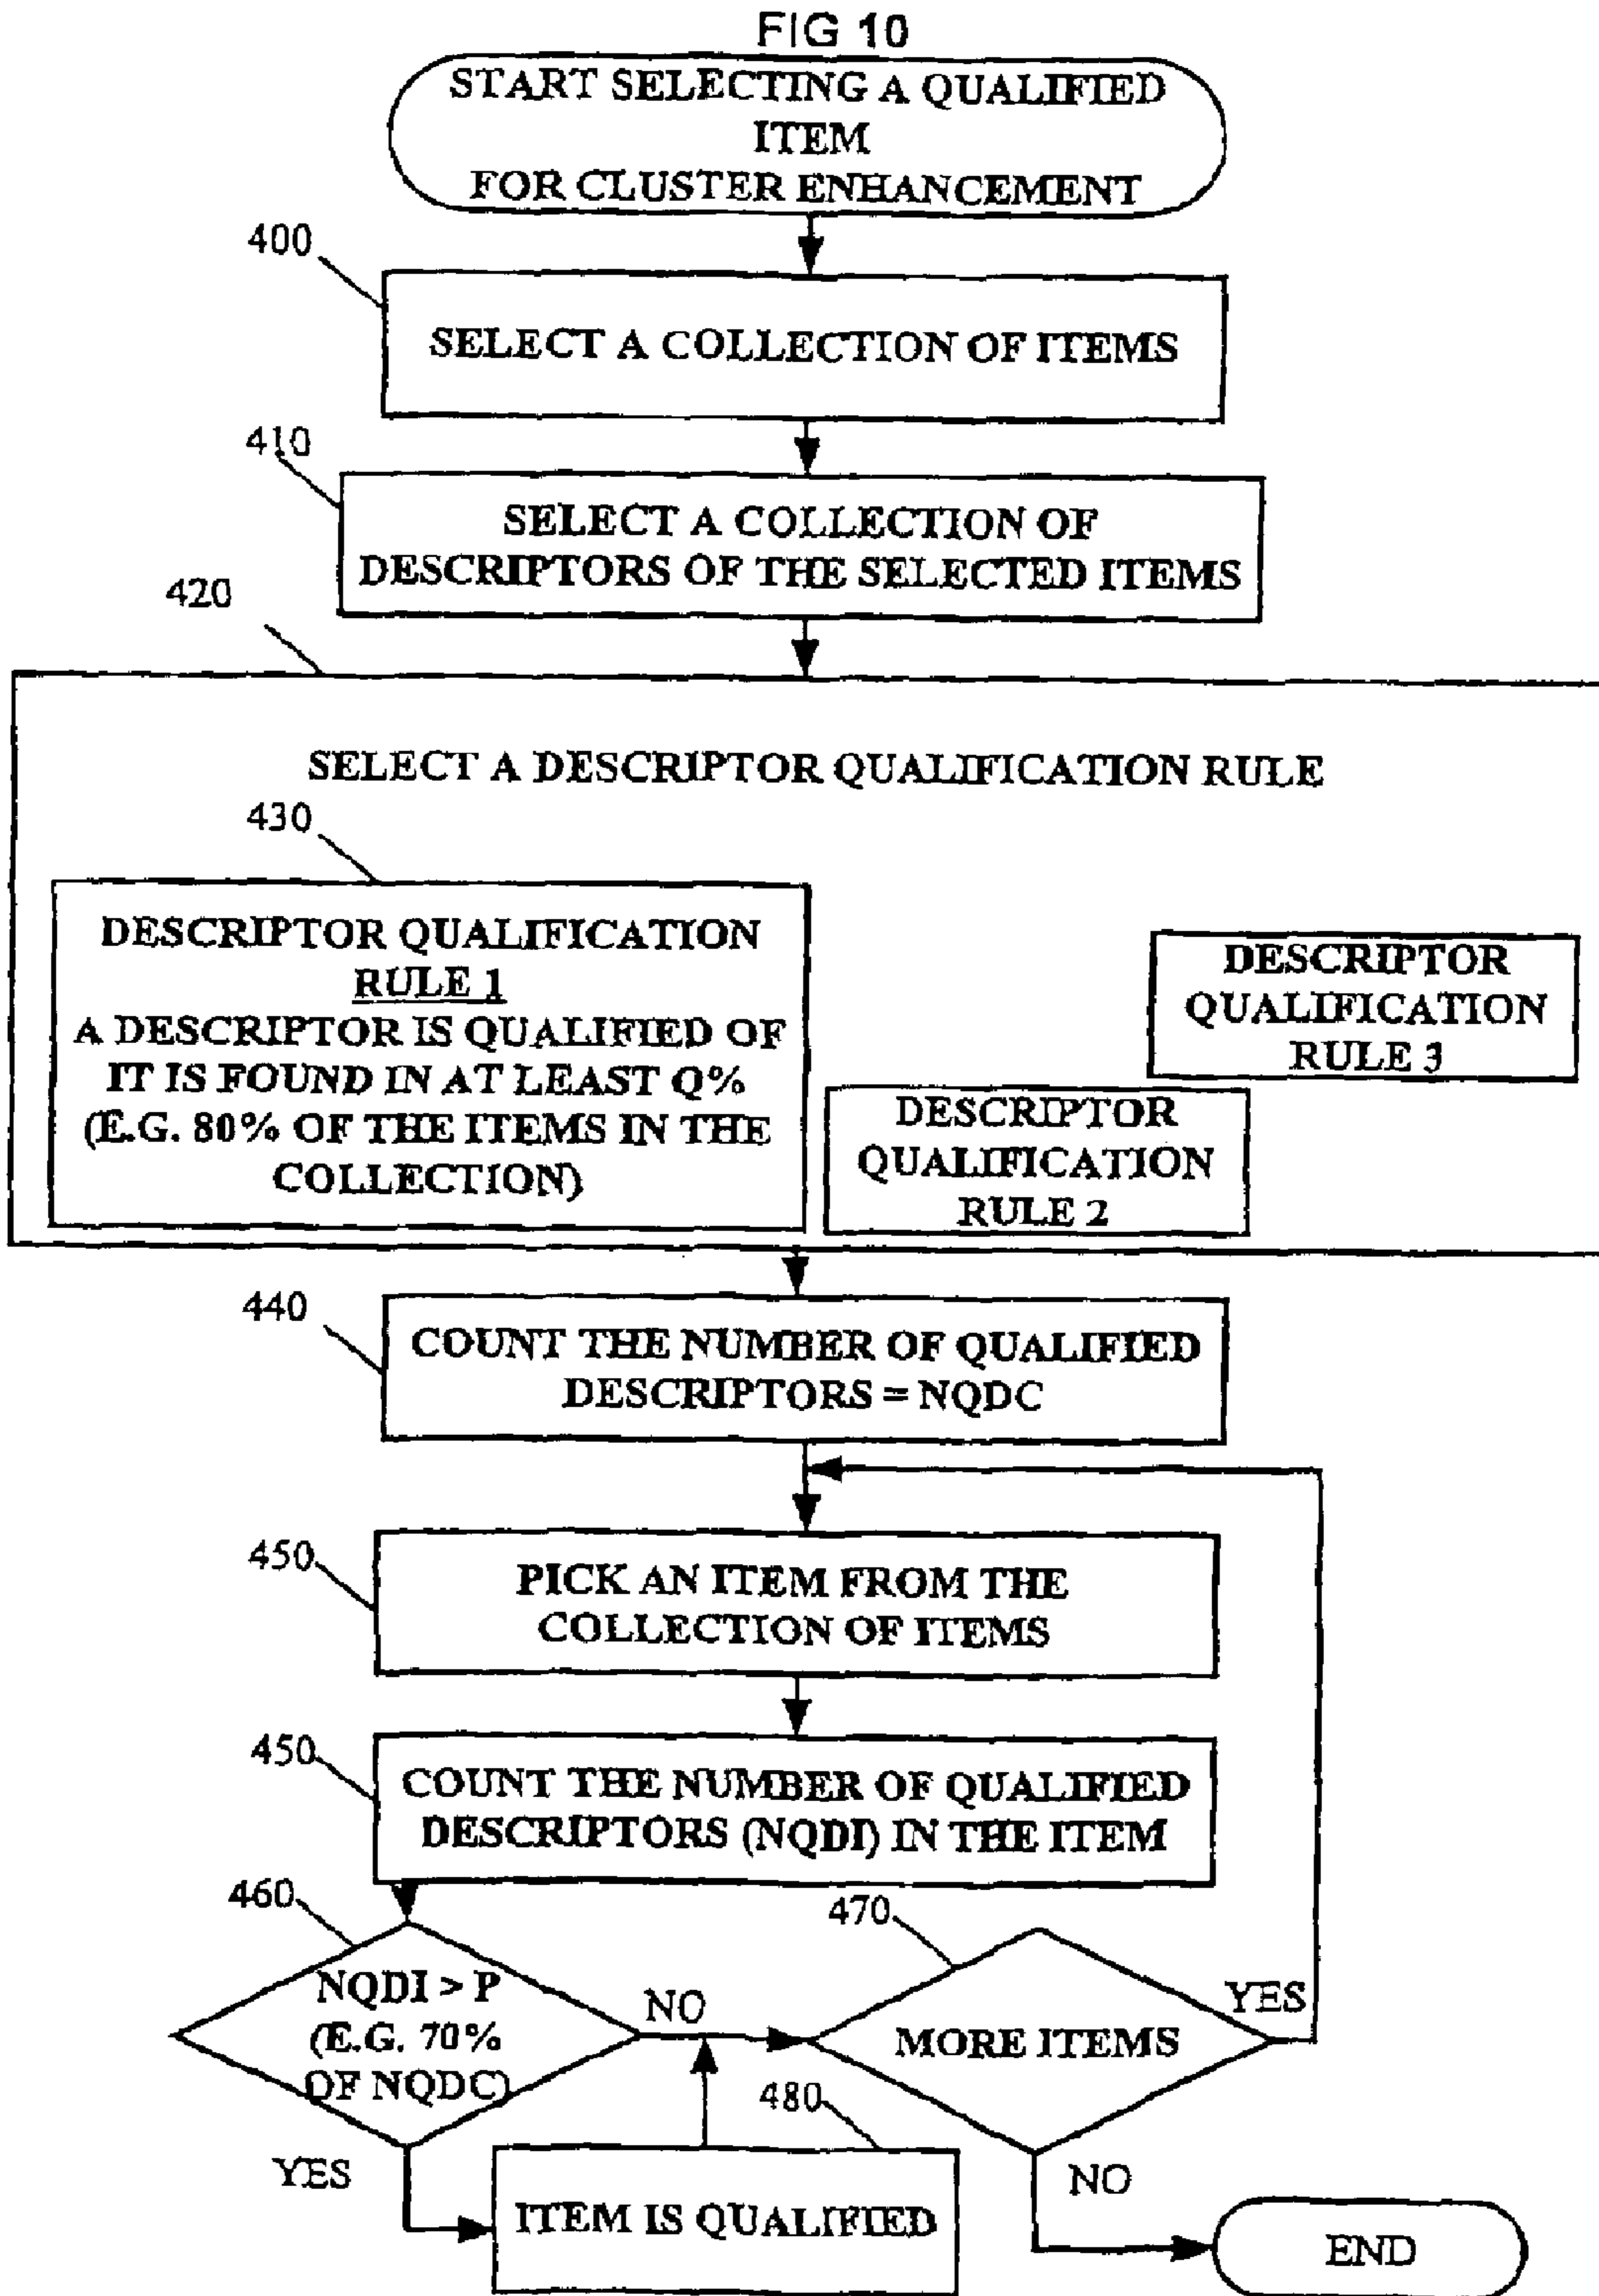 FIG 10
START SELECTING A QUALIFIED
ITEM
FOR CLUSTER ENHANCEMENT
400
SELECT A COLLECTION OF ITEMS
410
SELECT A COLLECTION OF
DESCRIPTORS OF THE SELECTED ITEMS
420
SELECT A DESCRIPTOR QUALIFICATION RULE
430
DESCRIPTOR QUALIFICATION
RULE 1
A DESCRIPTOR IS QUALIFIED OF
IT IS FOUND IN AT LEAST Q%
(E.G. 80% OF THE ITEMS IN THE
COLLECTION)
DESCRIPTOR
QUALIFICATION
RULE 2
DESCRIPTOR
QUALIFICATION
RULE 3
440
COUNT THE NUMBER OF QUALIFIED
DESCRIPTORS = NQDC
450
PICK AN ITEM FROM THE
COLLECTION OF ITEMS
450
COUNT THE NUMBER OF QUALIFIED
DESCRIPTORS (NQDI) IN THE ITEM
460
NQDI > P
(E.G. 70%
OF NQDC)
NO
470
MORE ITEMS
YES
480
YES
ITEM IS QUALIFIED
NO
END